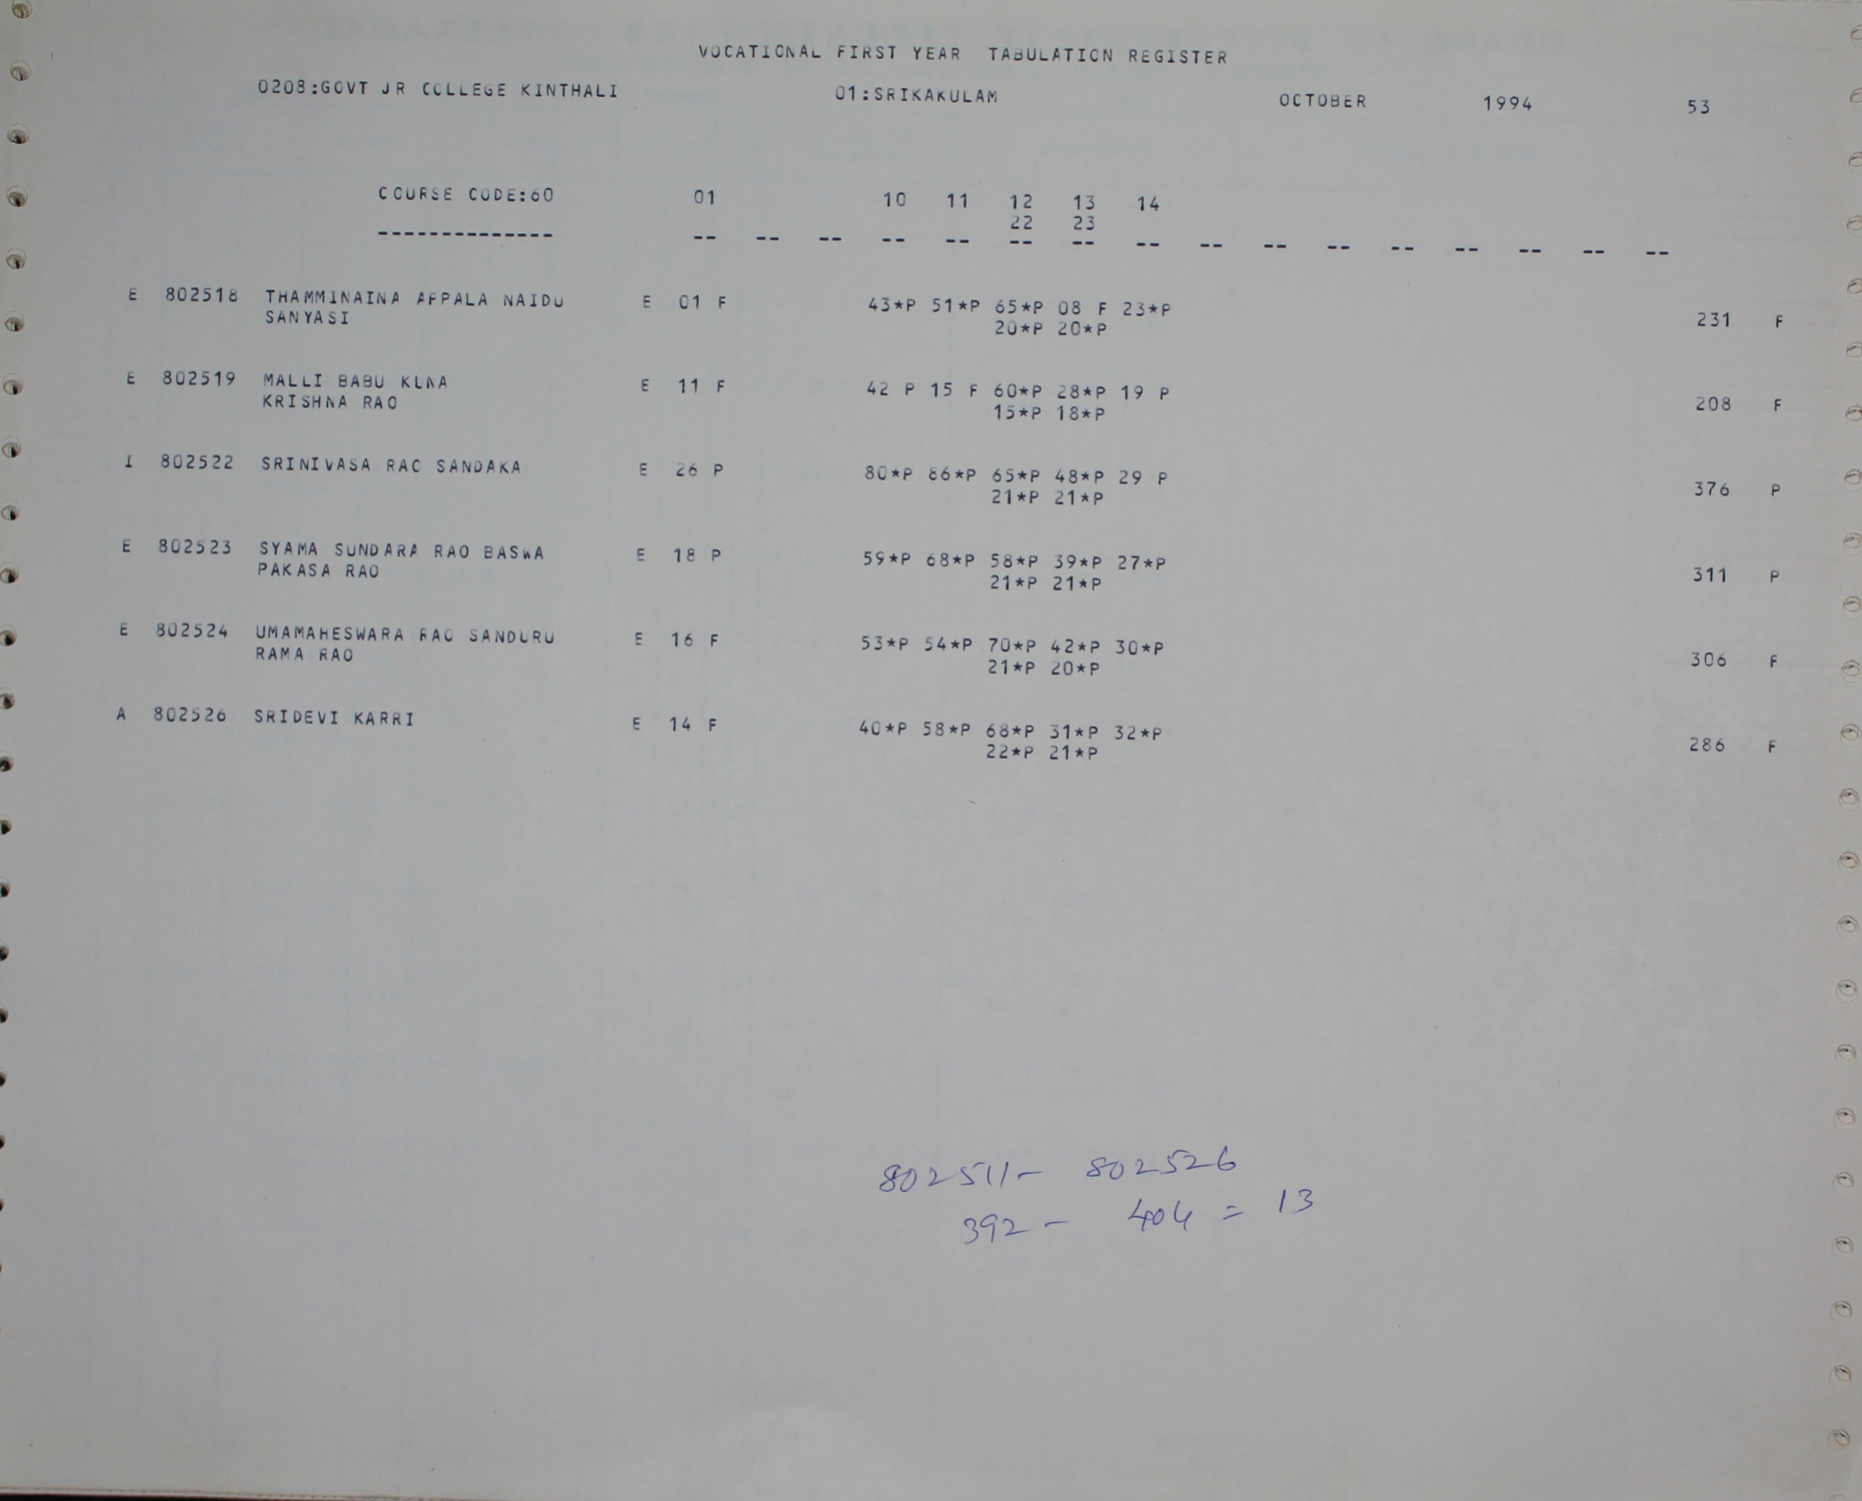 VOCATIONAL FIRST YEAR TABULATION REGISTER
0208:GOVT JR COLLEGE KINTHALI 01:SRIKAKULAM OCTOBER 1994 53
COURSE CODE:60 01 10 11 12 13 14
22 23
-------------- -- -- -- -- -- -- -- -- -- -- -- -- -- -- -- --
E 802518 THAMMINAINA APPALA NAIDU E 01 F 43*P 51*P 65*P 08 F 23*P
SANYASI 20*P 20*P 231 F
E 802519 MALLI BABU KUNA E 11 F 42 P 15 F 60*P 28*P 19 P
KRISHNA RAO 15*P 18*P 208 F
I 802522 SRINIVASA RAO SANDAKA E 26 P 80*P 86*P 65*P 48*P 29 P
21*P 21*P 376 P
E 802523 SYAMA SUNDARA RAO BASWA E 18 P 59*P 68*P 58*P 39*P 27*P
PAKASA RAO 21*P 21*P 311 P
E 802524 UMAMAHESWARA RAO SANDURU E 16 F 53*P 54*P 70*P 42*P 30*P
RAMA RAO 21*P 20*P 306 F
A 802526 SRIDEVI KARRI E 14 F 40*P 58*P 68*P 31*P 32*P
22*P 21*P 286 F
802511- 802526
392 - 404 = 13